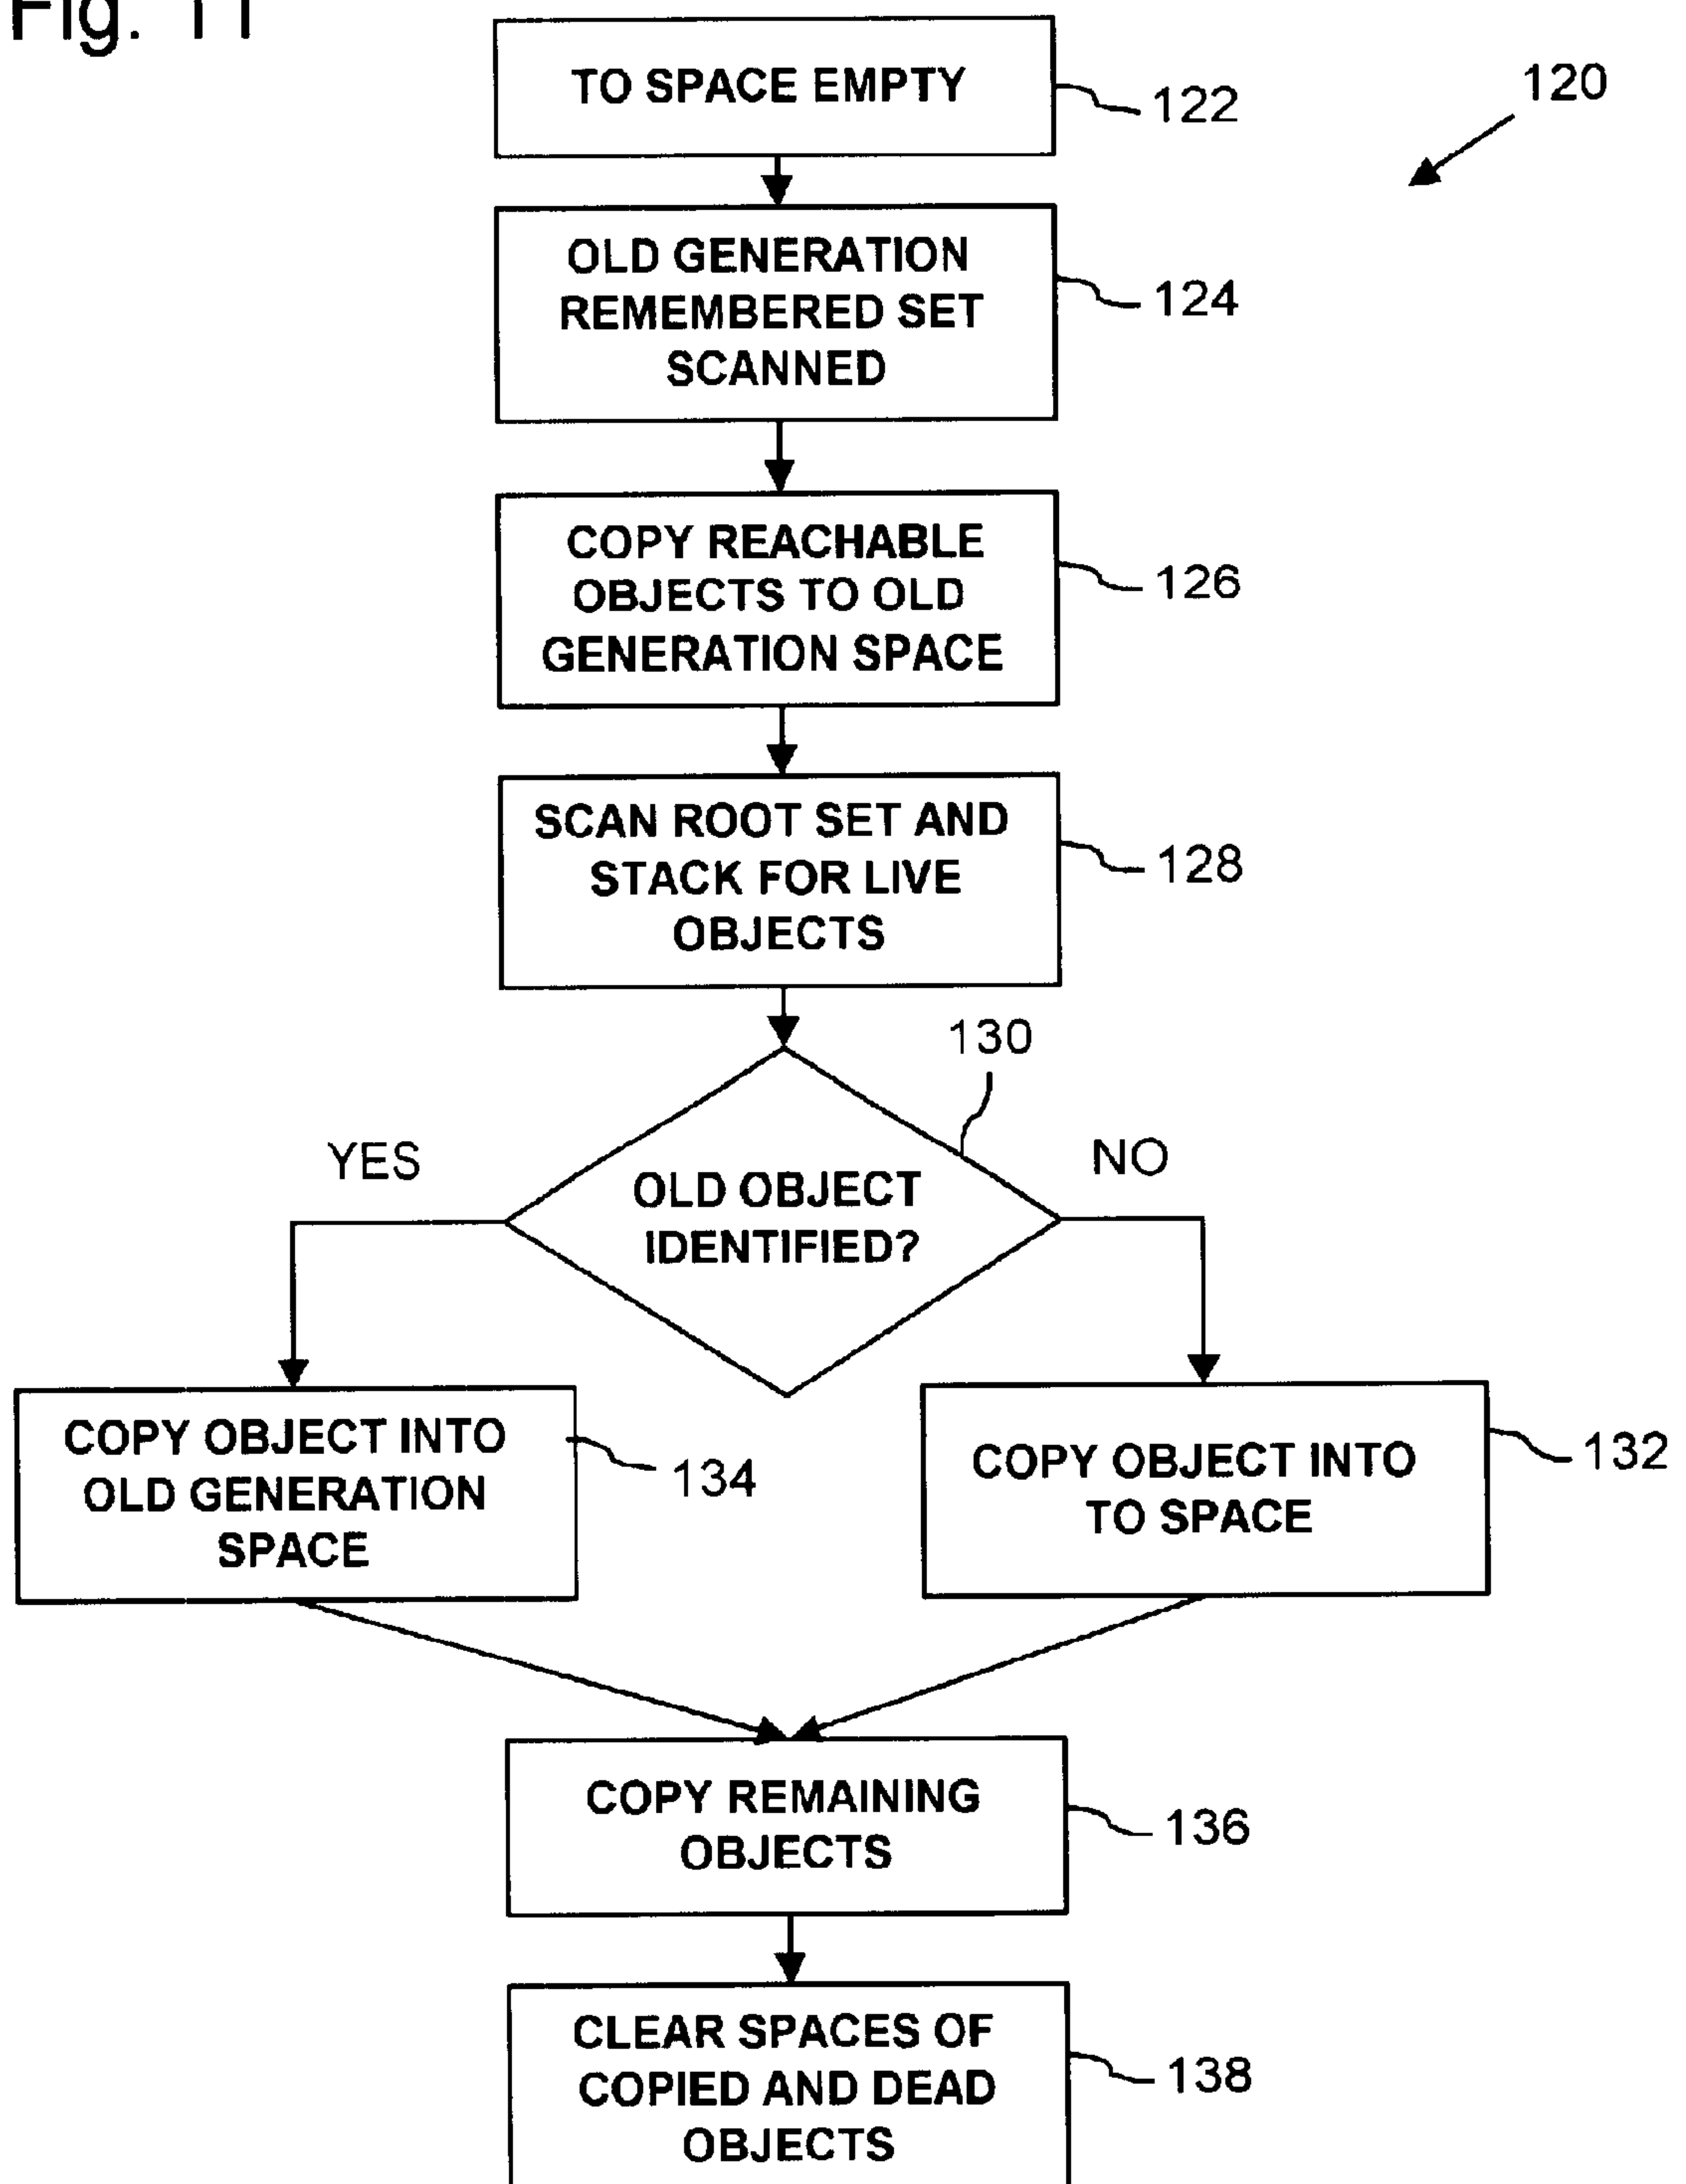 Fig. 11
TO SPACE EMPTY
122
120
OLD GENERATION
REMEMBERED SET
SCANNED
124
COPY REACHABLE
OBJECTS TO OLD
GENERATION SPACE
126
SCAN ROOT SET AND
STACK FOR LIVE
OBJECTS
128
130
YES
NO
OLD OBJECT
IDENTIFIED?
COPY OBJECT INTO
OLD GENERATION
SPACE
134
COPY OBJECT INTO
TO SPACE
132
COPY REMAINING
OBJECTS
136
CLEAR SPACES OF
COPIED AND DEAD
OBJECTS
138